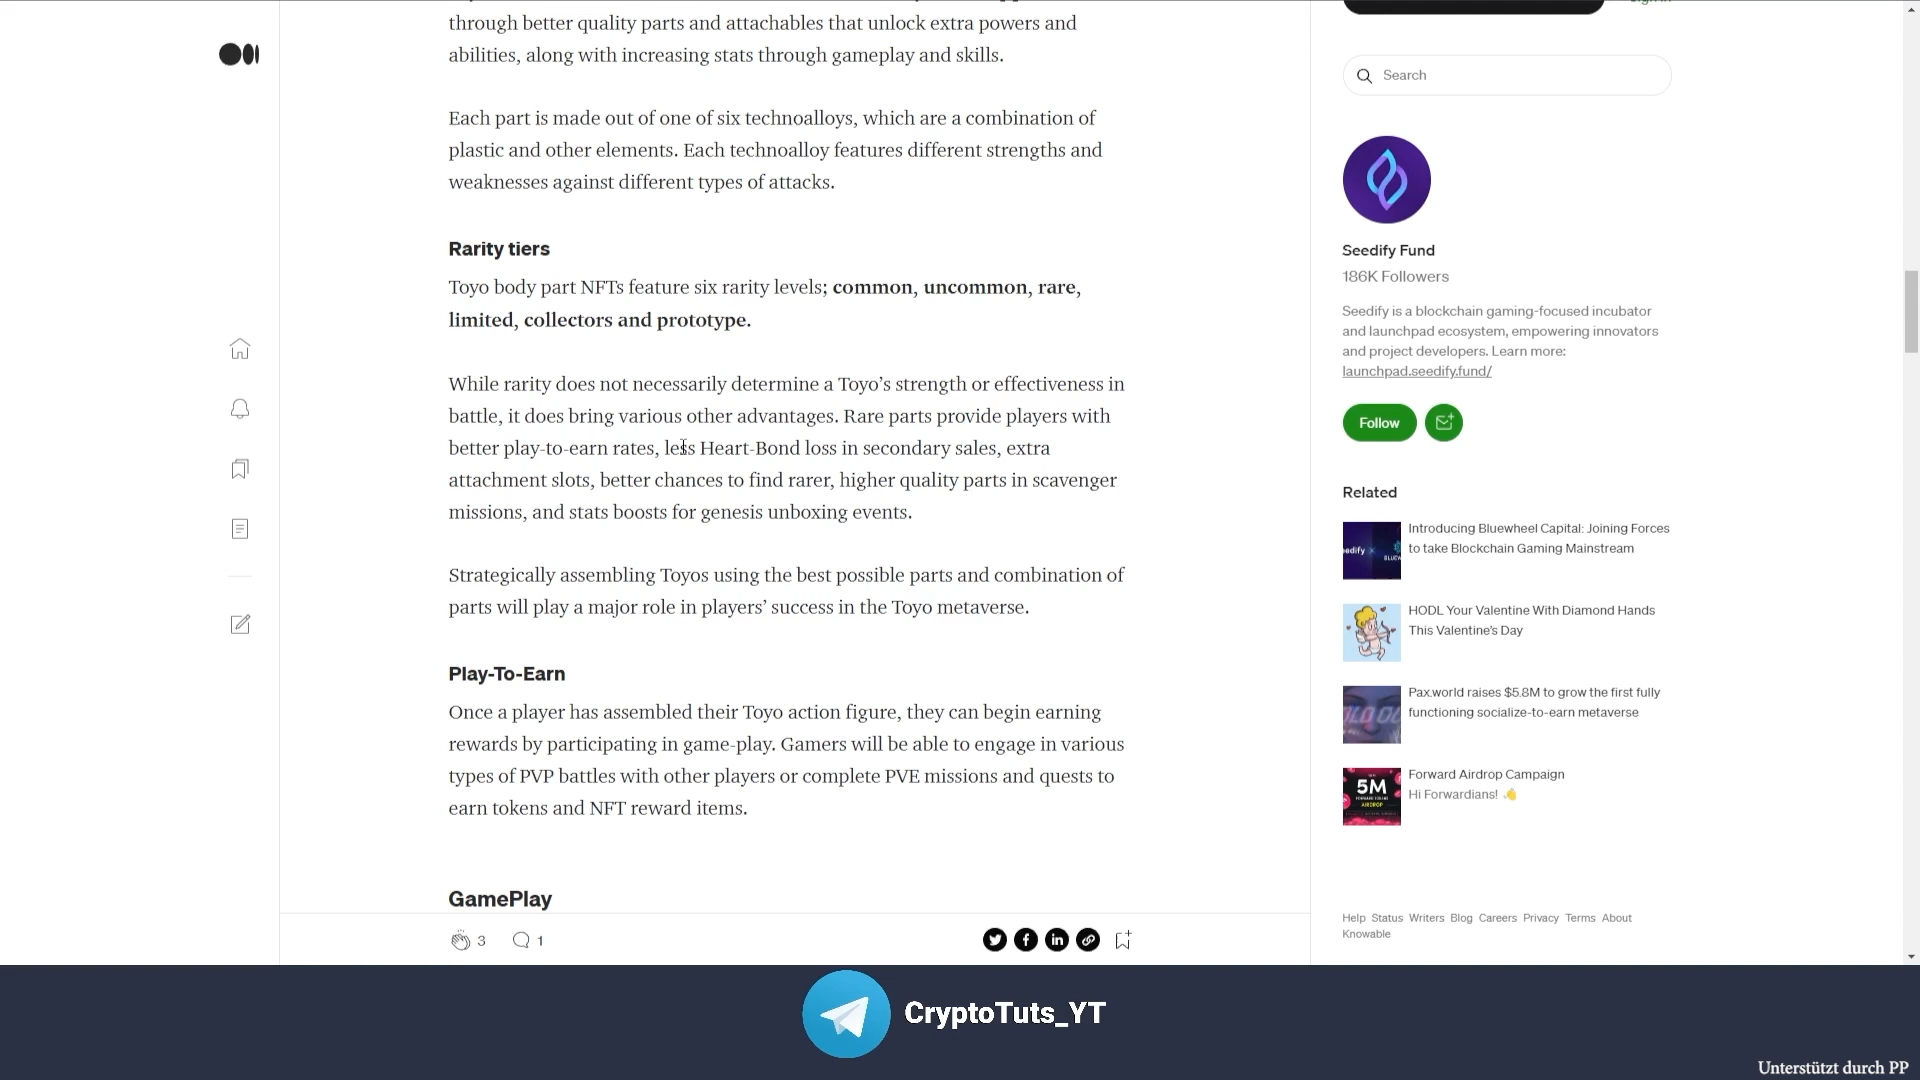 through better quality parts and attachables that unlock extra powers and
abilities, along with increasing stats through gameplay and skills.
Each part is made out of one of six technoalloys, which are a combination of
plastic and other elements. Each technoalloy features different strengths and
weaknesses against different types of attacks.
Rarity tiers
Toyo body part NFTs feature six rarity levels; common, uncommon, rare,
limited, collectors and prototype.
While rarity does not necessarily determine a Toyo’s strength or effectiveness in
battle, it does bring various other advantages. Rare parts provide players with
better play-to-earn rates, less Heart-Bond loss in secondary sales, extra
attachment slots, better chances to find rarer, higher quality parts in scavenger
missions, and stats boosts for genesis unboxing events.
Strategically assembling Toyos using the best possible parts and combination of
parts will play a major role in players’ success in the Toyo metaverse.
Play-To-Earn
Once a player has assembled their Toyo action figure, they can begin earning
rewards by participating in game-play. Gamers will be able to engage in various
types of PVP battles with other players or complete PVE missions and quests to
earn tokens and NFT reward items.
GamePlay
3 1
Search
Seedify Fund
186K Followers
Seedify is a blockchain gaming-focused incubator
and launchpad ecosystem, empowering innovators
and project developers. Learn more:
launchpad.seedify.fund/
Follow
Related
Introducing Bluewheel Capital: Joining Forces
to take Blockchain Gaming Mainstream
HODL Your Valentine With Diamond Hands
This Valentine's Day
Pax.world raises $5.8M to grow the first fully
functioning socialize-to-earn metaverse
5M
AIRDROP
Forward Airdrop Campaign
Hi Forwardians! 👋
Help Status Writers Blog Careers Privacy Terms About
Knowable
CryptoTuts_YT
Unterstützt durch PP